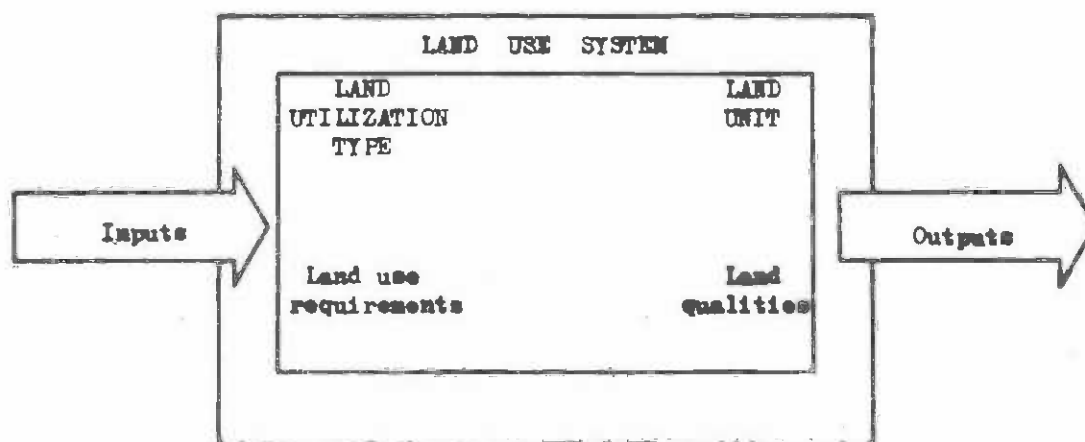 LAND USE SYSTEM
LAND
UTILIZATION
TYPE
LAND
UNIT
Inputs
Outputs
Land use
requirements
Land
qualities